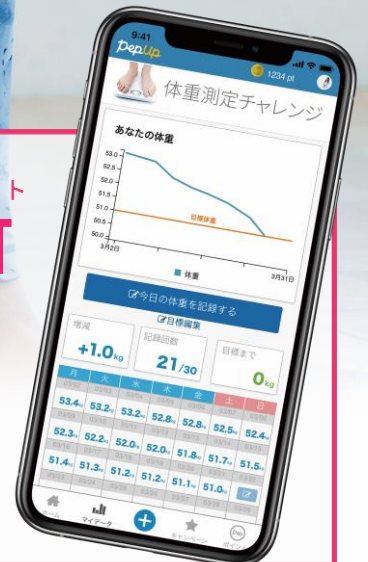 ト
9:41
PepUp
1234 pt
体重測定チャレンジ
あなたの体重
53.0
52.5
52.0
51.5
51.0
50.5
50.0
目標体重
3月2日
3月31日
体重
今日の体重を記録する
目標編集
増減
記録回数
目標まで
+1.0kg
21/30
0kg
月 火 水 木 金 土 日
53.4 53.2 53.2 52.8 52.8 52.5 52.4
52.3 52.2 52.0 52.0 51.8 51.7 51.5
51.4 51.3 51.2 51.2 51.1 51.0
ホーム
マイデータ
キャンペーン
ポイント